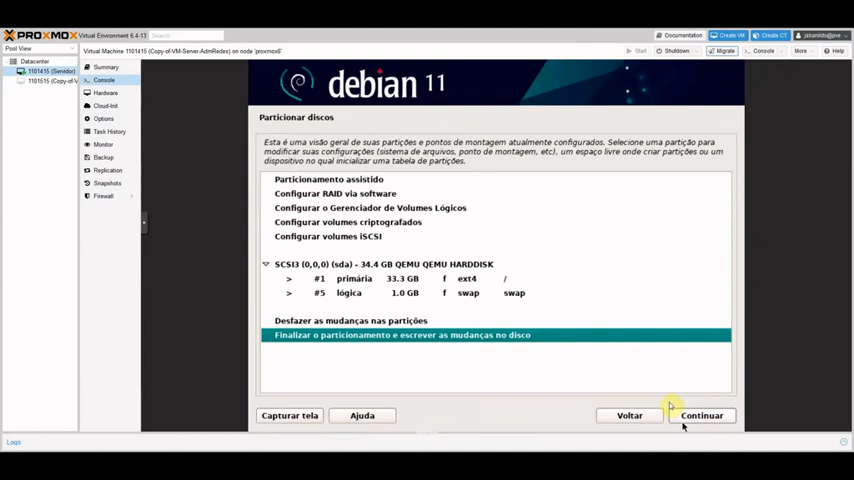 PROXMOX Virtual Environment 6.4-13 Search Documentation Create VM Create CT jabanildo@pve
Pool View Virtual Machine 1101415 (Copy-of-VM-Server-AdmRedes) on node 'proxmox6' Start Shutdown Migrate Console More Help
Datacenter
1101415 (Senidor)
1101515 (Copy-of-V
Summary
Console
Hardware
Cloud-Init
Options
Task History
Monitor
Backup
Replication
Snapshots
Firewall
debian 11
Particionar discos
Esta é uma visão geral de suas partições e pontos de montagem atualmente configurados. Selecione uma partição para
modificar suas configurações (sistema de arquivos, ponto de montagem, etc), um espaço livre onde criar partições ou um
dispositivo no qual inicializar uma tabela de partições.
Particionamento assistido
Configurar RAID via software
Configurar o Gerenciador de Volumes Lógicos
Configurar volumes criptografados
Configurar volumes iSCSI
SCSI3 (0,0,0) (sda) - 34.4 GB QEMU QEMU HARDDISK
> #1 primária 33.3 GB f ext4 /
> #5 lógica 1.0 GB f swap swap
Desfazer as mudanças nas partições
Finalizar o particionamento e escrever as mudanças no disco
Capturar tela Ajuda Voltar Continuar
Logs